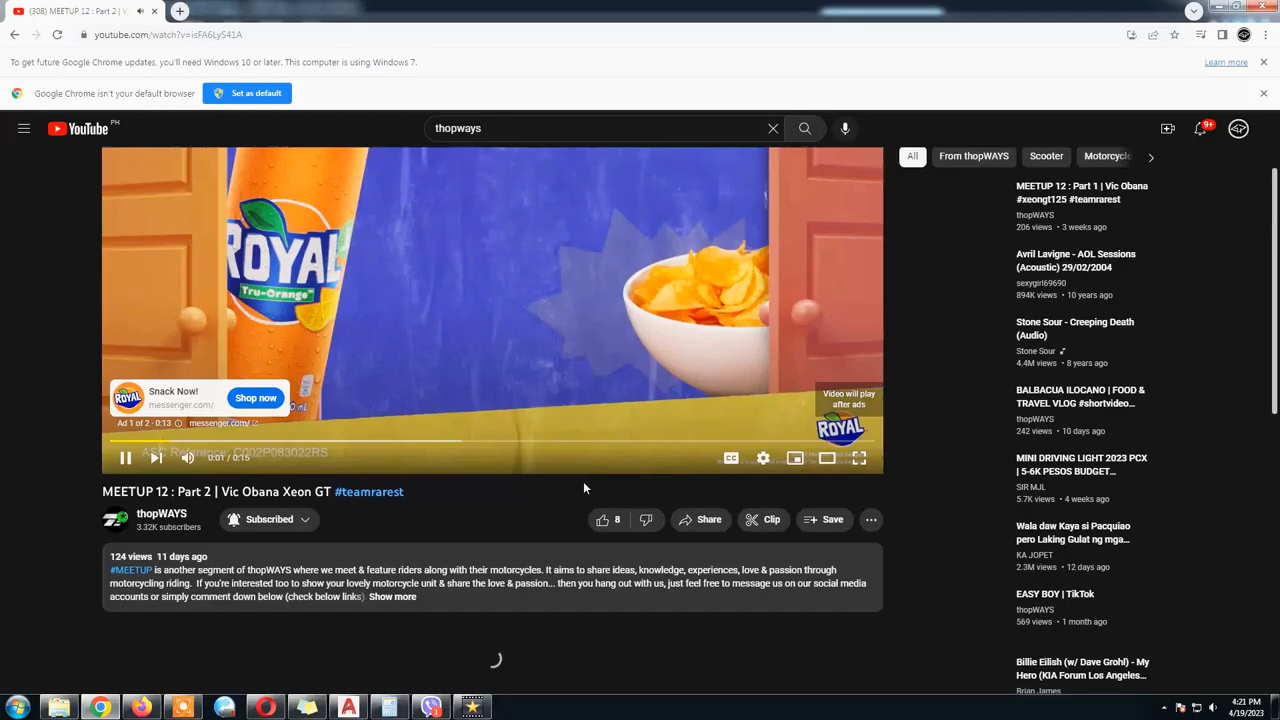 (308) MEETUP 12 : Part 2 | V
youtube.com/watch?v=isFA6LyS41A
To get future Google Chrome updates, you'll need Windows 10 or later. This computer is using Windows 7.
Learn more
Google Chrome isn't your default browser
Set as default
YouTube
PH
thopways
9+
All
From thopWAYS
Scooter
Motorcycle
ROYAL
Tru-Orange
ROYAL
Snack Now!
messenger.com/
Shop now
Ad 1 of 2 · 0:13
messenger.com/
Video will play
after ads
ROYAL
ASC Reference: C002P083022RS
0:01 / 0:15
CC
MEETUP 12 : Part 2 | Vic Obana Xeon GT #teamrarest
thopWAYS
3.32K subscribers
Subscribed
8
Share
Clip
Save
124 views 11 days ago
#MEETUP is another segment of thopWAYS where we meet & feature riders along with their motorcycles. It aims to share ideas, knowledge, experiences, love & passion through
motorcycling riding. If you're interested too to show your lovely motorcycle unit & share the love & passion... then you hang out with us, just feel free to message us on our social media
accounts or simply comment down below (check below links) Show more
MEETUP 12 : Part 1 | Vic Obana
#xeongt125 #teamrarest
thopWAYS
206 views • 3 weeks ago
Avril Lavigne - AOL Sessions
(Acoustic) 29/02/2004
sexygirl69690
894K views • 10 years ago
Stone Sour - Creeping Death
(Audio)
Stone Sour
4.4M views • 8 years ago
BALBACUA ILOCANO | FOOD &
TRAVEL VLOG #shortvideo...
thopWAYS
242 views • 10 days ago
MINI DRIVING LIGHT 2023 PCX
| 5-6K PESOS BUDGET...
SIR MJL
5.7K views • 4 weeks ago
Wala daw Kaya si Pacquiao
pero Laking Gulat ng mga...
KA JOPET
2.3M views • 12 days ago
EASY BOY | TikTok
thopWAYS
569 views • 1 month ago
Billie Eilish (w/ Dave Grohl) - My
Hero (KIA Forum Los Angeles...
Brian James
4:21 PM
4/19/2023